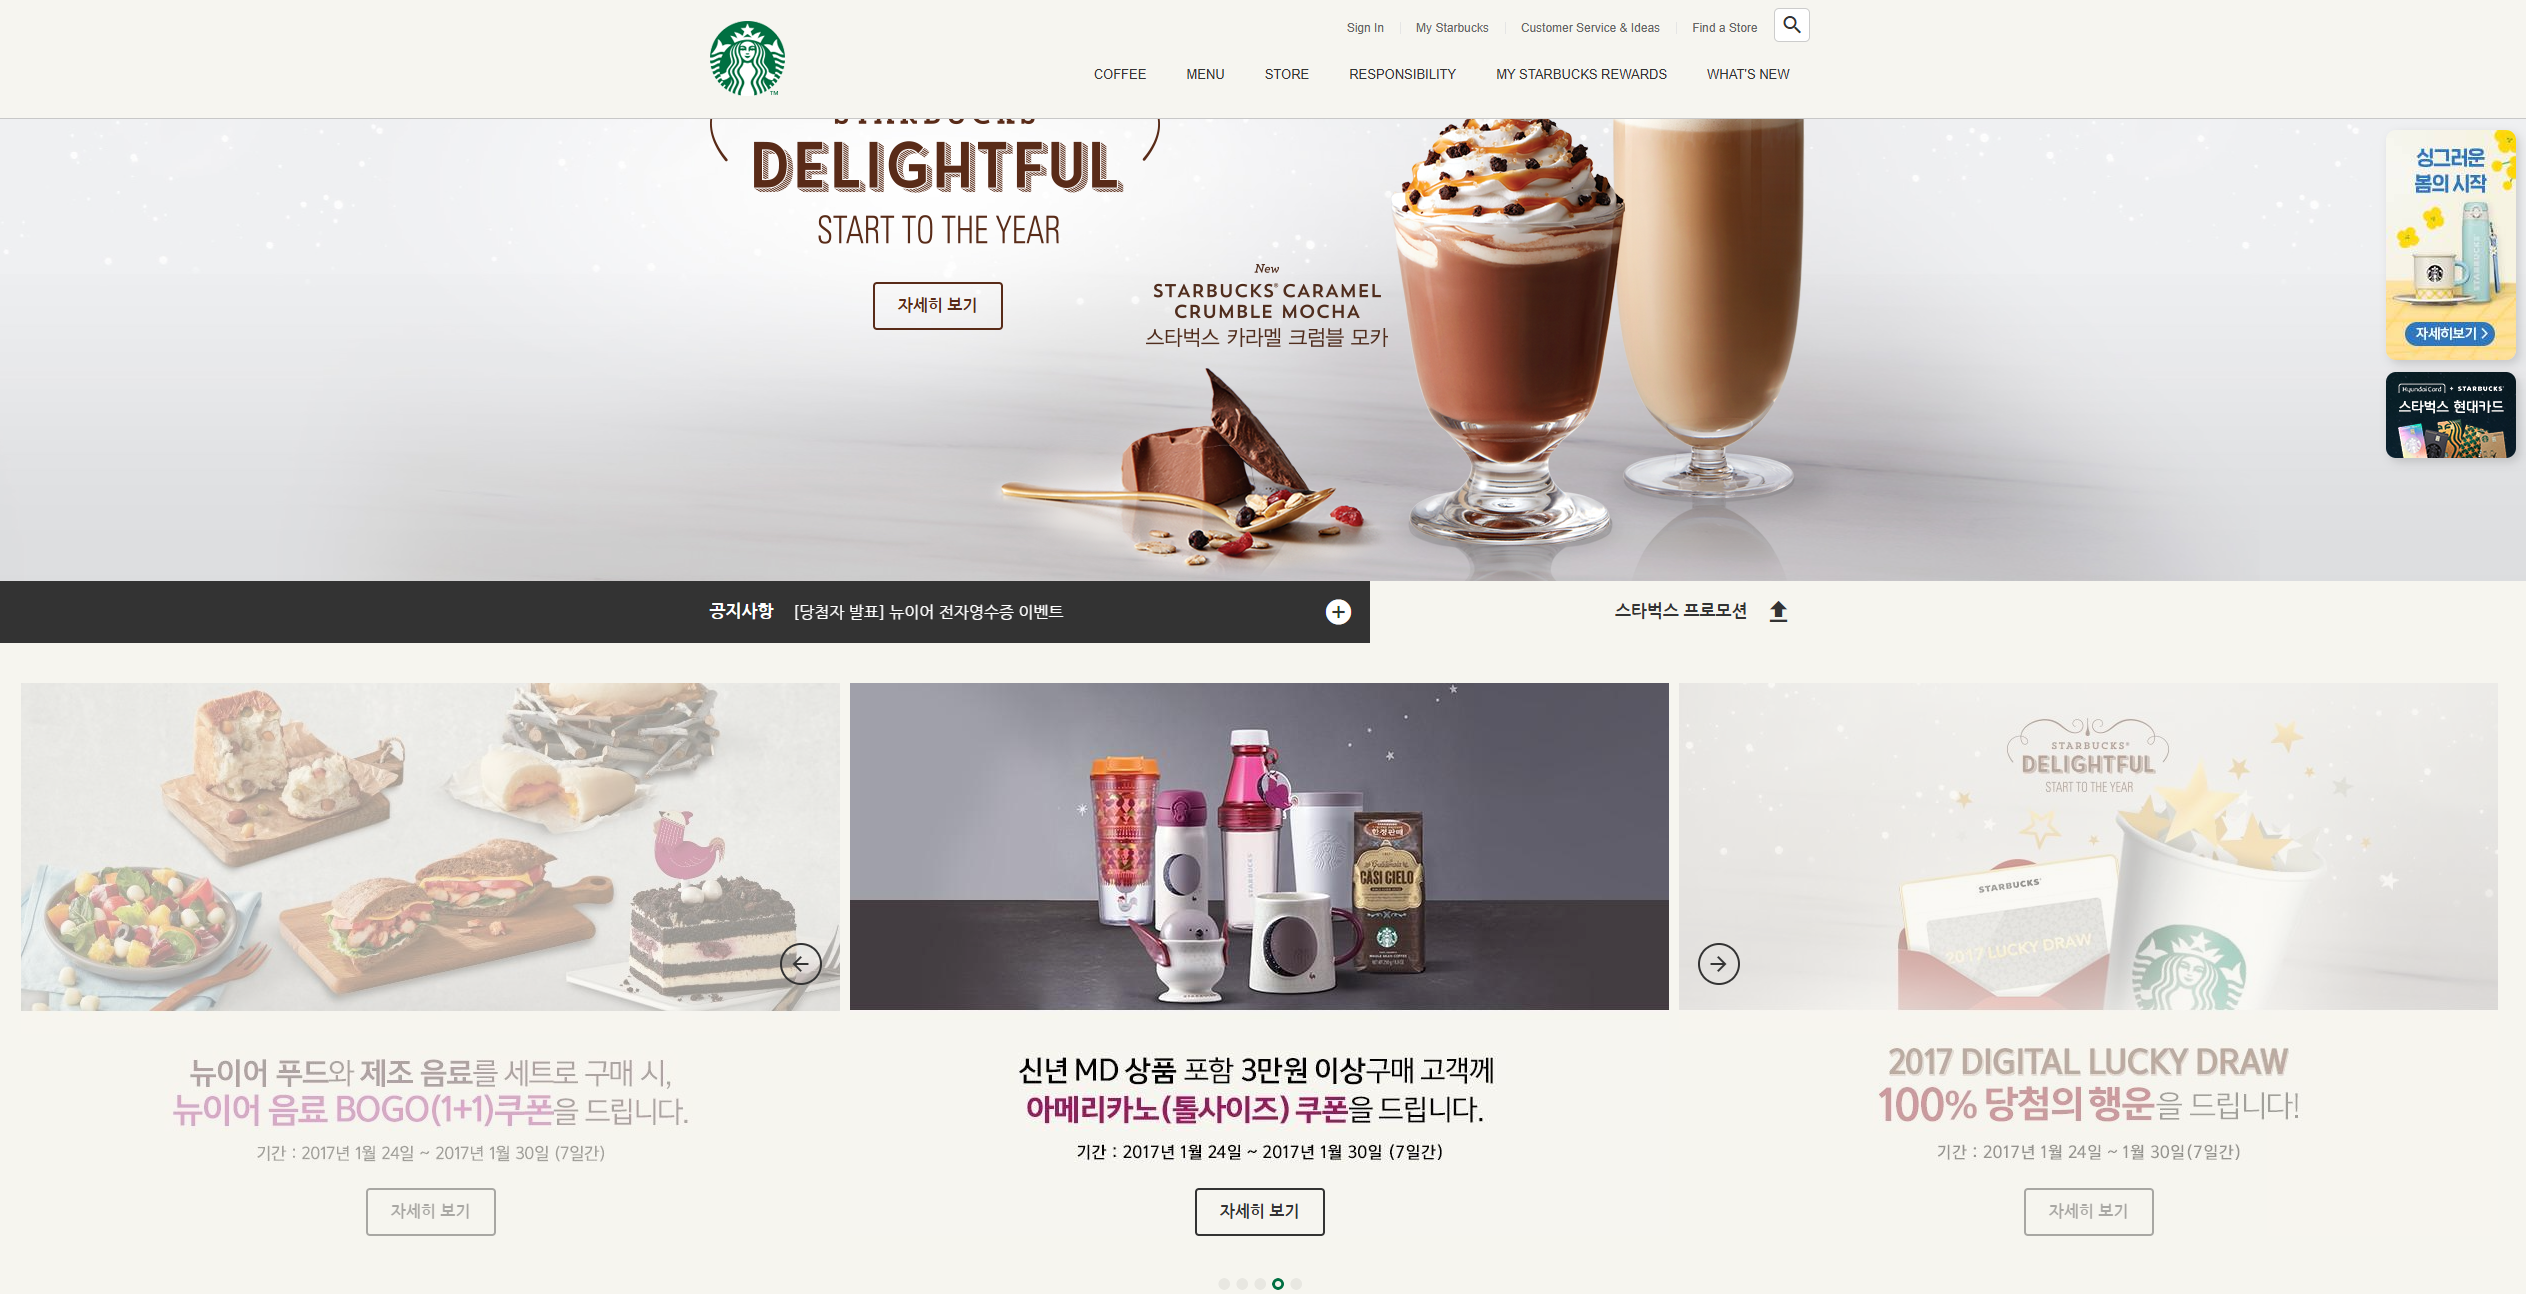 Sign In
My Starbucks
Customer Service & Ideas
Find a Store
COFFEE
MENU
STORE
RESPONSIBILITY
MY STARBUCKS REWARDS
WHAT'S NEW
STARBUCKS
DELIGHTFUL
START TO THE YEAR
자세히 보기
New
STARBUCKS® CARAMEL
CRUMBLE MOCHA
스타벅스 카라멜 크럼블 모카
싱그러운
봄의 시작
STARBUCKS
자세히보기 >
HyundaiCard + STARBUCKS
스타벅스 현대카드
공지사항
[당첨자 발표] 뉴이어 전자영수증 이벤트
스타벅스 프로모션
뉴이어 푸드와 제조 음료를 세트로 구매 시,
뉴이어 음료 BOGO(1+1)쿠폰을 드립니다.
기간 : 2017년 1월 24일 ~ 2017년 1월 30일 (7일간)
자세히 보기
STARBUCKS
한정판매
Guatemala
CASI CIELO
WHOLE BEAN COFFEE
신년 MD 상품 포함 3만원 이상구매 고객께
아메리카노(톨사이즈) 쿠폰을 드립니다.
기간 : 2017년 1월 24일 ~ 2017년 1월 30일 (7일간)
자세히 보기
STARBUCKS®
DELIGHTFUL
START TO THE YEAR
STARBUCKS
2017 LUCKY DRAW
2017 DIGITAL LUCKY DRAW
100% 당첨의 행운을 드립니다!
기간 : 2017년 1월 24일 ~ 1월 30일(7일간)
자세히 보기